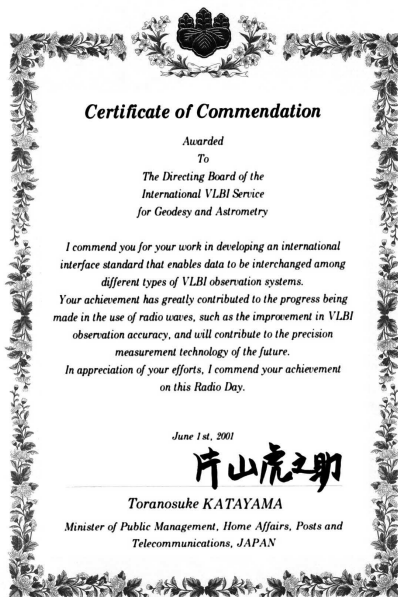 Certificate of Commendation
Awarded
To
The Directing Board of the
International VLBI Service
for Geodesy and Astrometry
I commend you for your work in developing an international
interface standard that enables data to be interchanged among
different types of VLBI observation systems.
Your achievement has greatly contributed to the progress being
made in the use of radio waves, such as the improvement in VLBI
observation accuracy, and will contribute to the precision
measurement technology of the future.
In appreciation of your efforts, I commend your achievement
on this Radio Day.
June 1st, 2001
片山虎之助
Toranosuke KATAYAMA
Minister of Public Management, Home Affairs, Posts and
Telecommunications, JAPAN